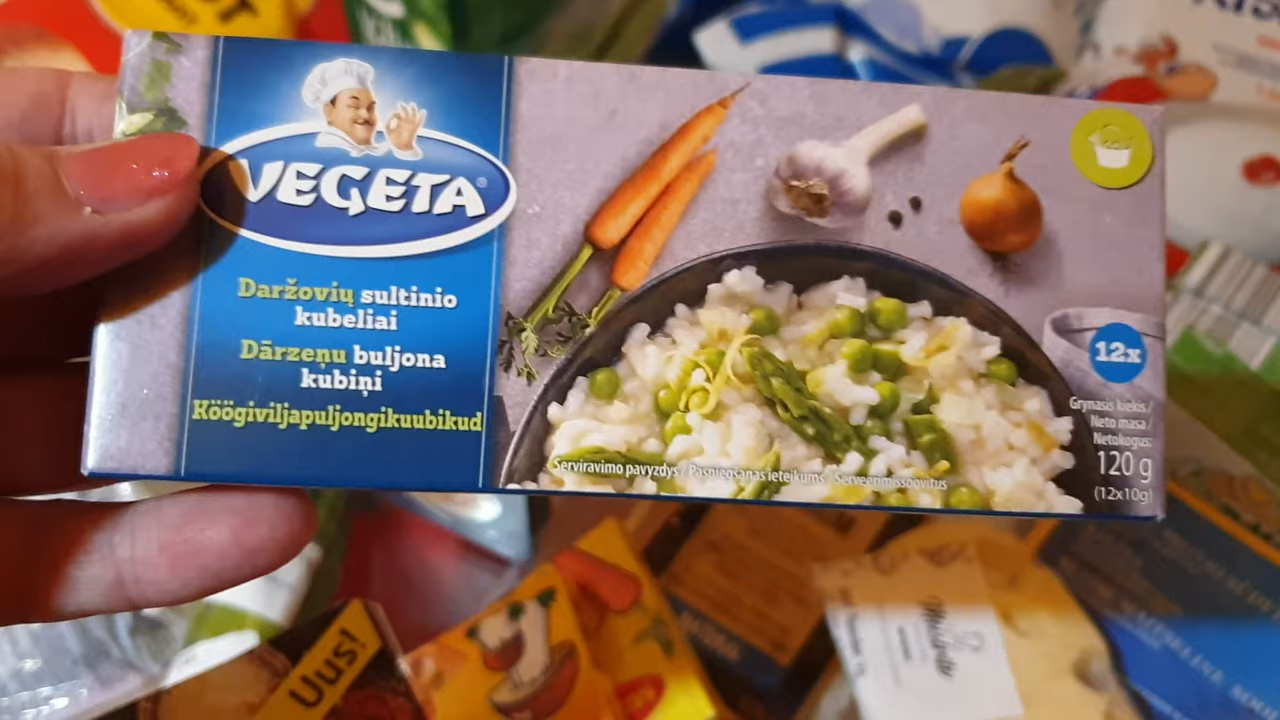 VEGETA®
Daržovių sultinio
kubeliai
Dārzeņu buljona
kubiņi
Köögiviljapuljongikuubikud
12x
Grynasis kiekis /
Neto masa /
Netokogus:
120 g
(12x10g)
Serviravimo pavyzdys / Pasniegšanas ieteikums / Serveerimissoovitus
Uus!